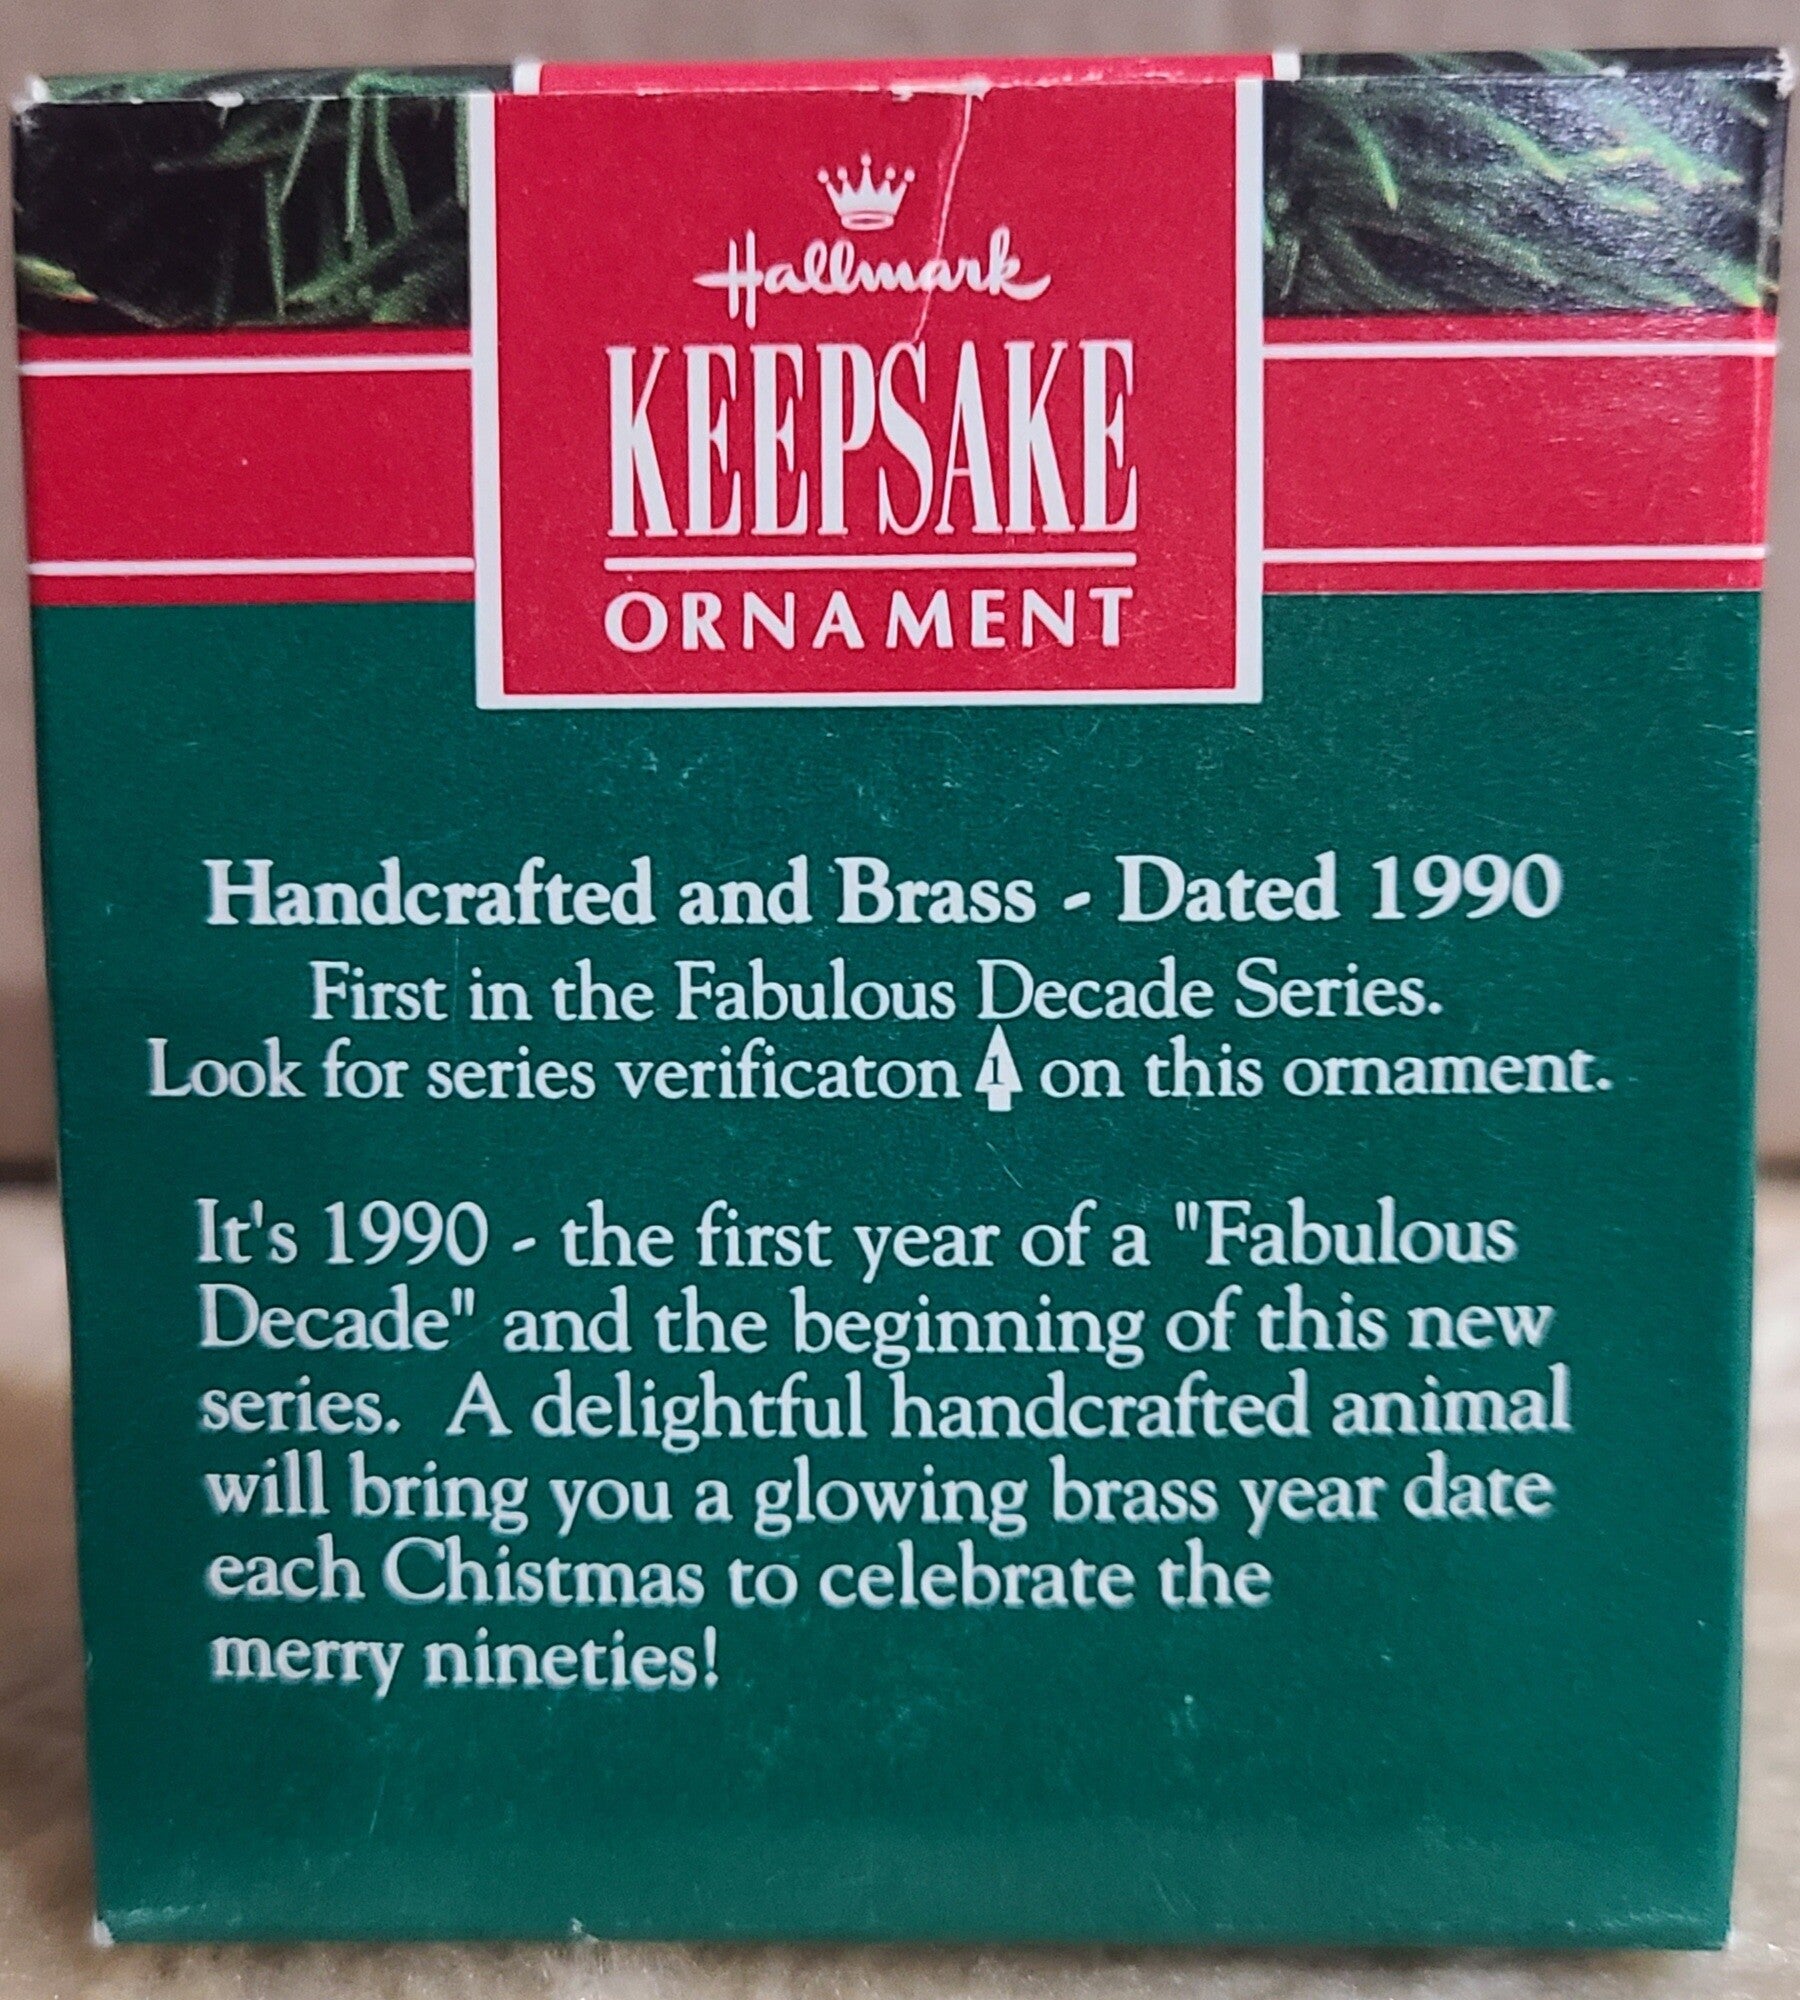 Hallmark
KEEPSAKE
ORNAMENT
Handcrafted and Brass - Dated 1990
First in the Fabulous Decade Series.
Look for series verificaton 1 on this ornament.
It's 1990 - the first year of a "Fabulous
Decade" and the beginning of this new
series. A delightful handcrafted animal
will bring you a glowing brass year date
each Chistmas to celebrate the
merry nineties!